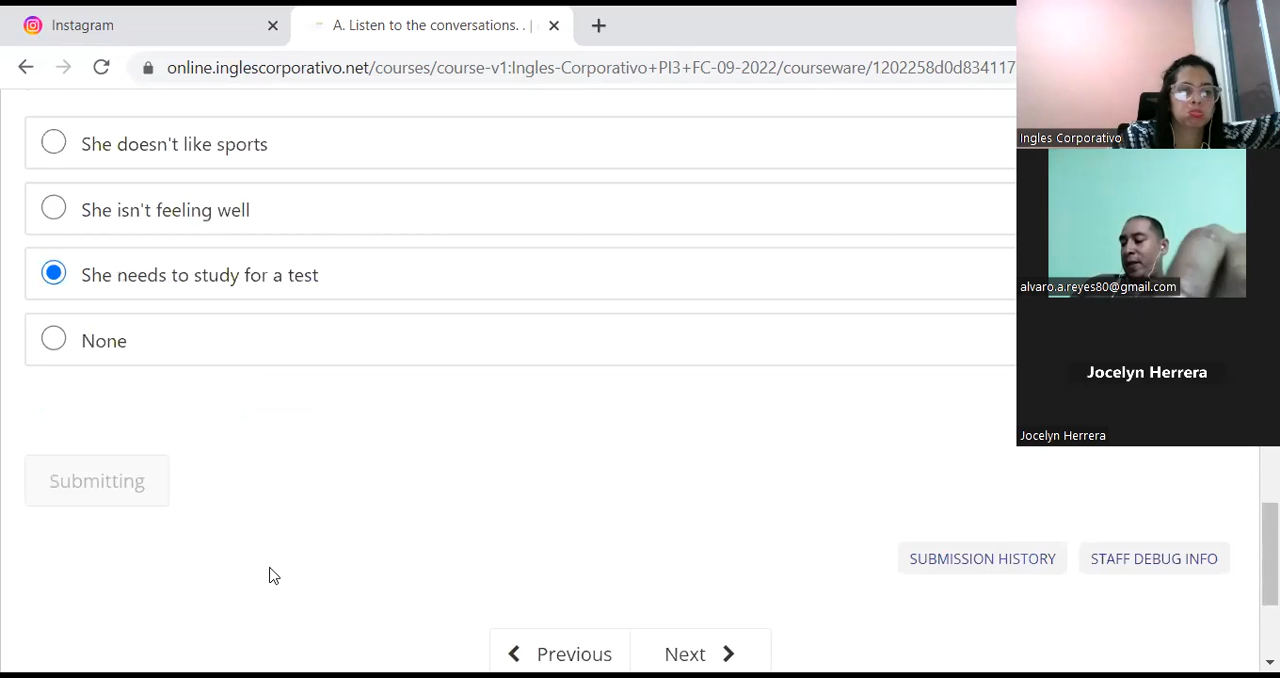 Instagram
A. Listen to the conversations. . |
online.inglescorporativo.net/courses/course-v1:Ingles-Corporativo+PI3+FC-09-2022/courseware/1202258d0d834117
She doesn't like sports
She isn't feeling well
She needs to study for a test
None
Submitting
SUBMISSION HISTORY
STAFF DEBUG INFO
Previous
Next
Ingles Corporativo
alvaro.a.reyes80@gmail.com
Jocelyn Herrera
Jocelyn Herrera